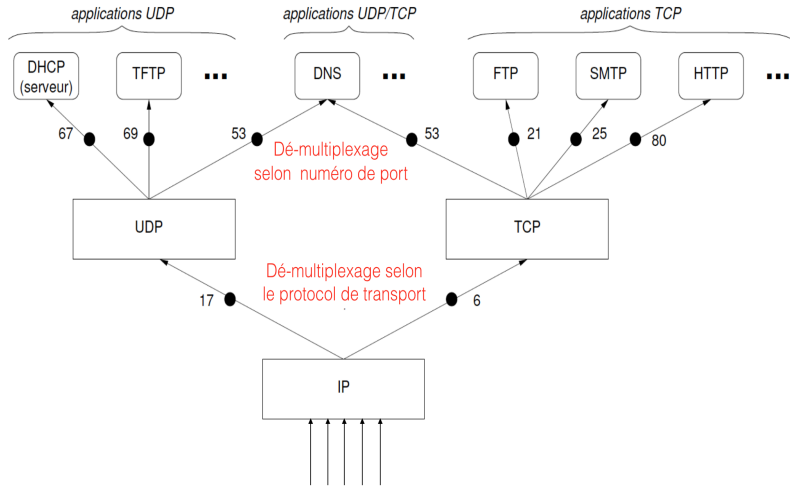 applications UDP
applications UDP/TCP
applications TCP
DHCP
(serveur)
TFTP
...
DNS
...
FTP
SMTP
HTTP
...
67
69
53
53
21
25
80
Dé-multiplexage
selon numéro de port
UDP
TCP
Dé-multiplexage selon
le protocol de transport
17
6
IP